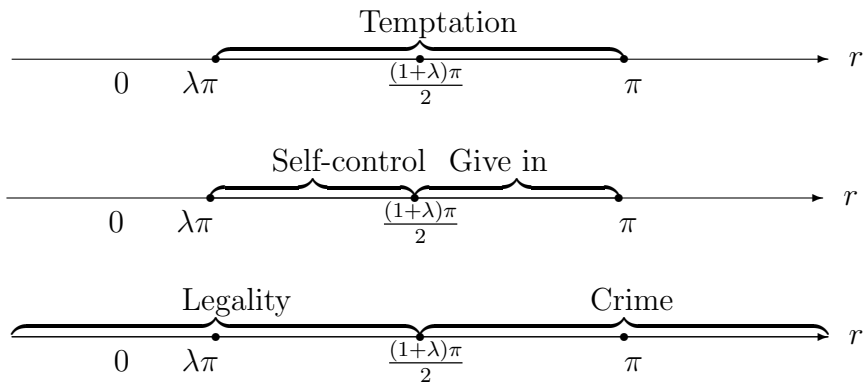 Temptation
0 λπ (1+λ)π/2 π r
Self-control Give in
0 λπ (1+λ)π/2 π r
Legality Crime
0 λπ (1+λ)π/2 π r